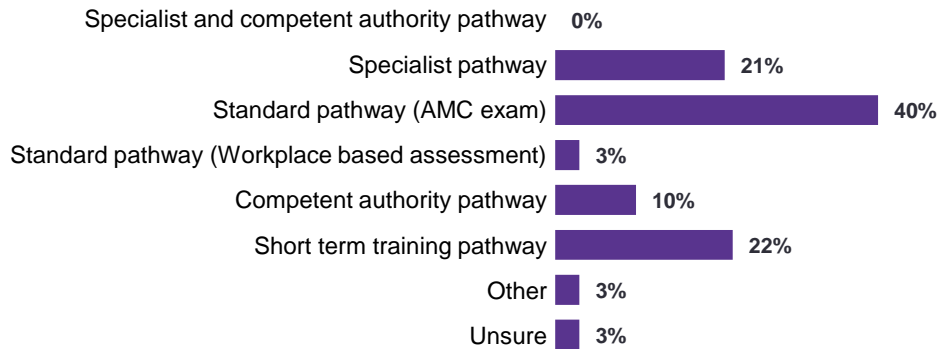 Specialist and competent authority pathway 0%
Specialist pathway 21%
Standard pathway (AMC exam) 40%
Standard pathway (Workplace based assessment) 3%
Competent authority pathway 10%
Short term training pathway 22%
Other 3%
Unsure 3%